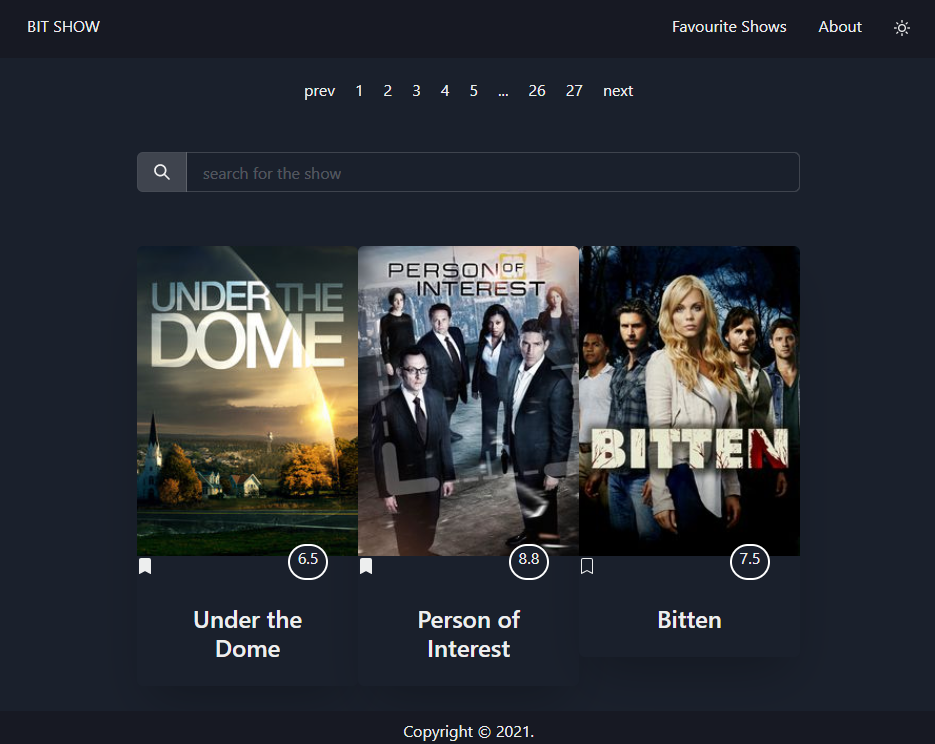 BIT SHOW Favourite Shows About
prev 1 2 3 4 5 ... 26 27 next
search for the show
UNDER THE
DOME
PERSON OF
INTEREST
BITTEN
6.5
8.8
7.5
Under the
Dome
Person of
Interest
Bitten
Copyright © 2021.